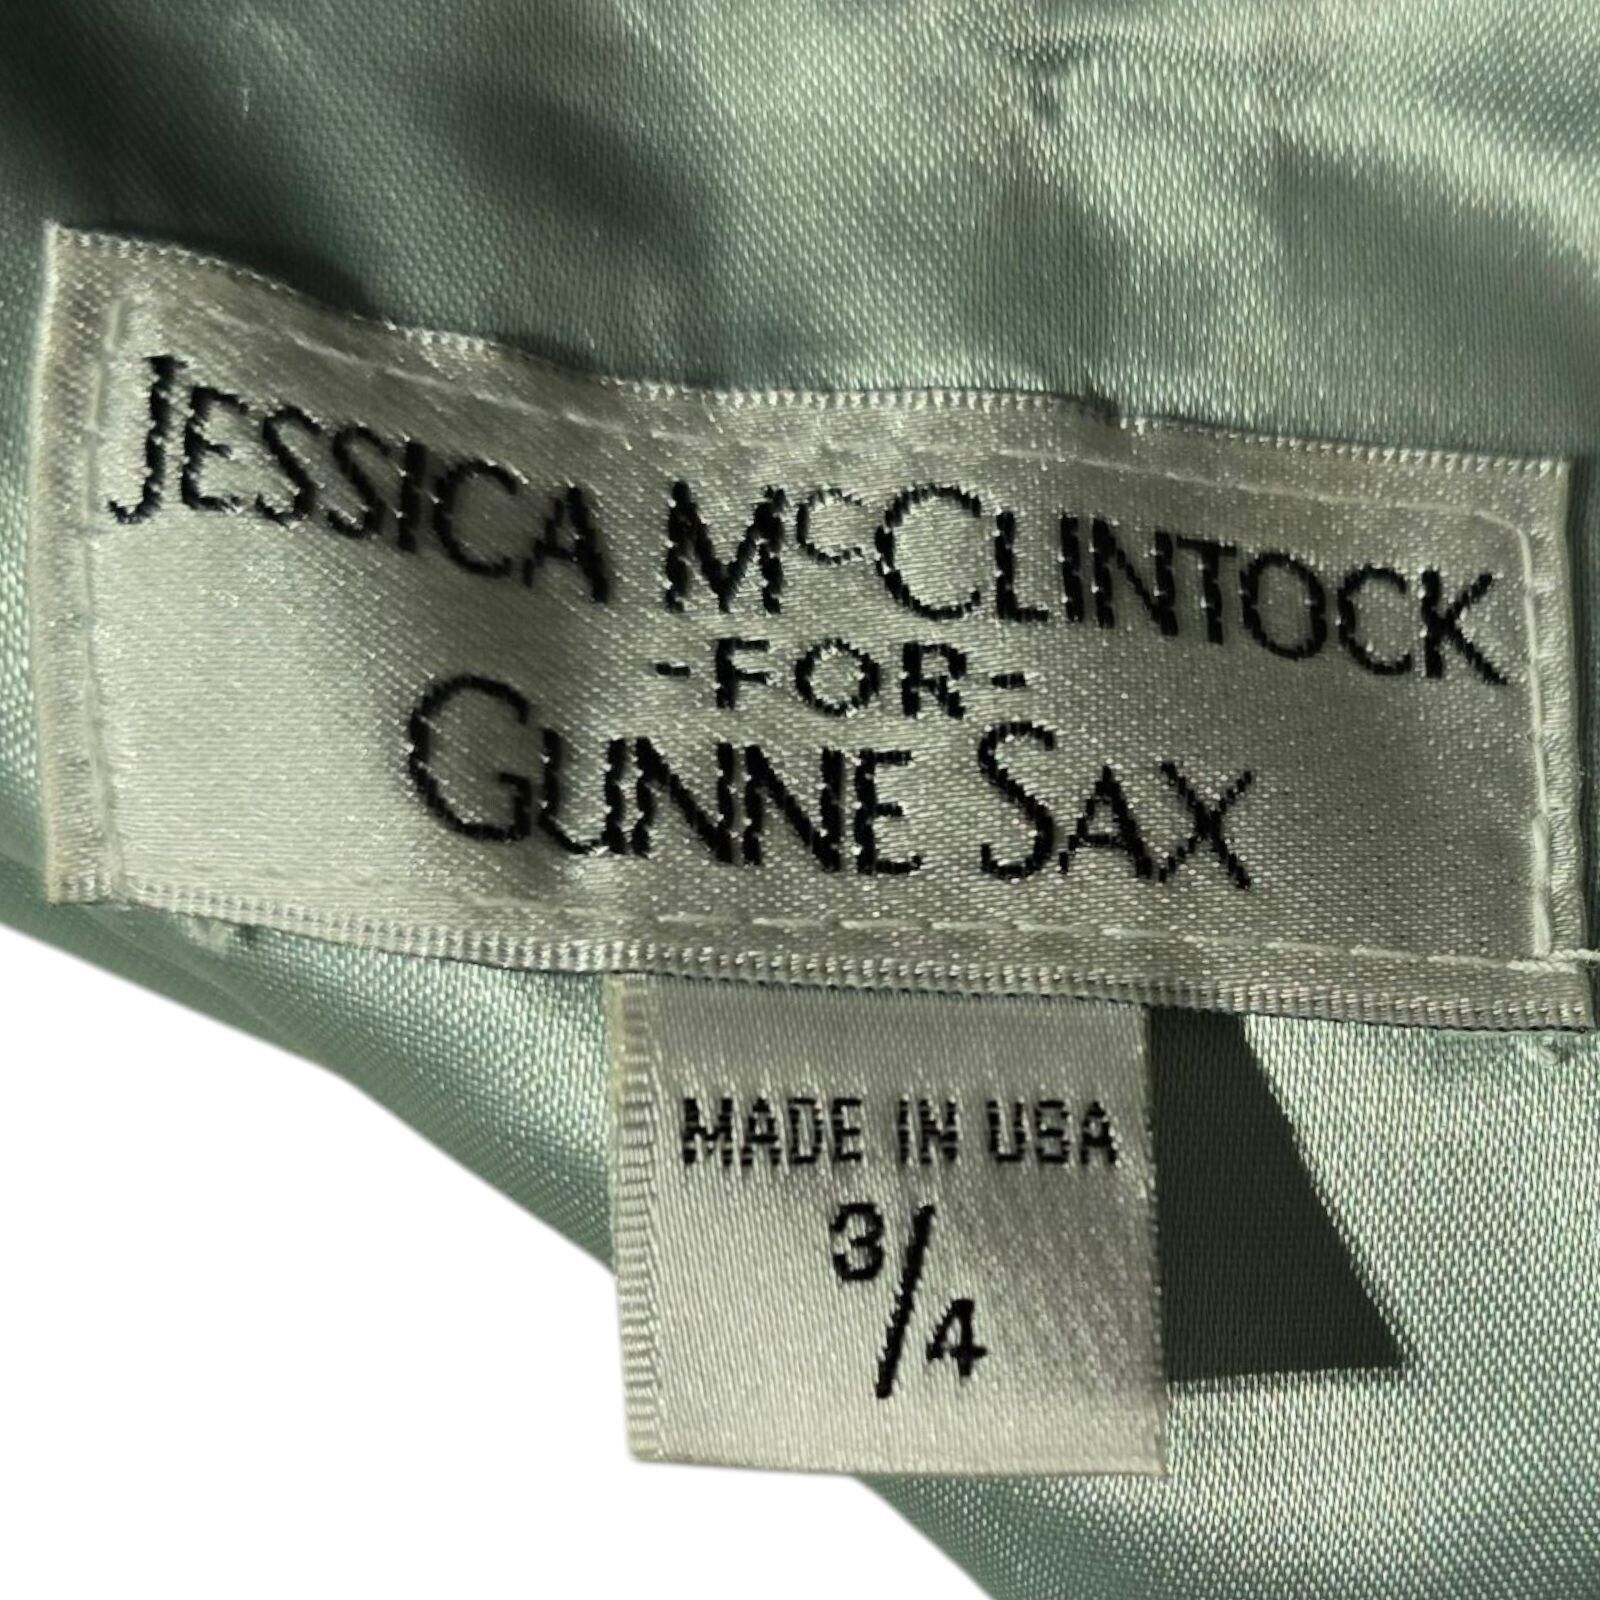 JESSICA McCLINTOCK
-FOR-
GUNNE SAX
MADE IN USA
3/4